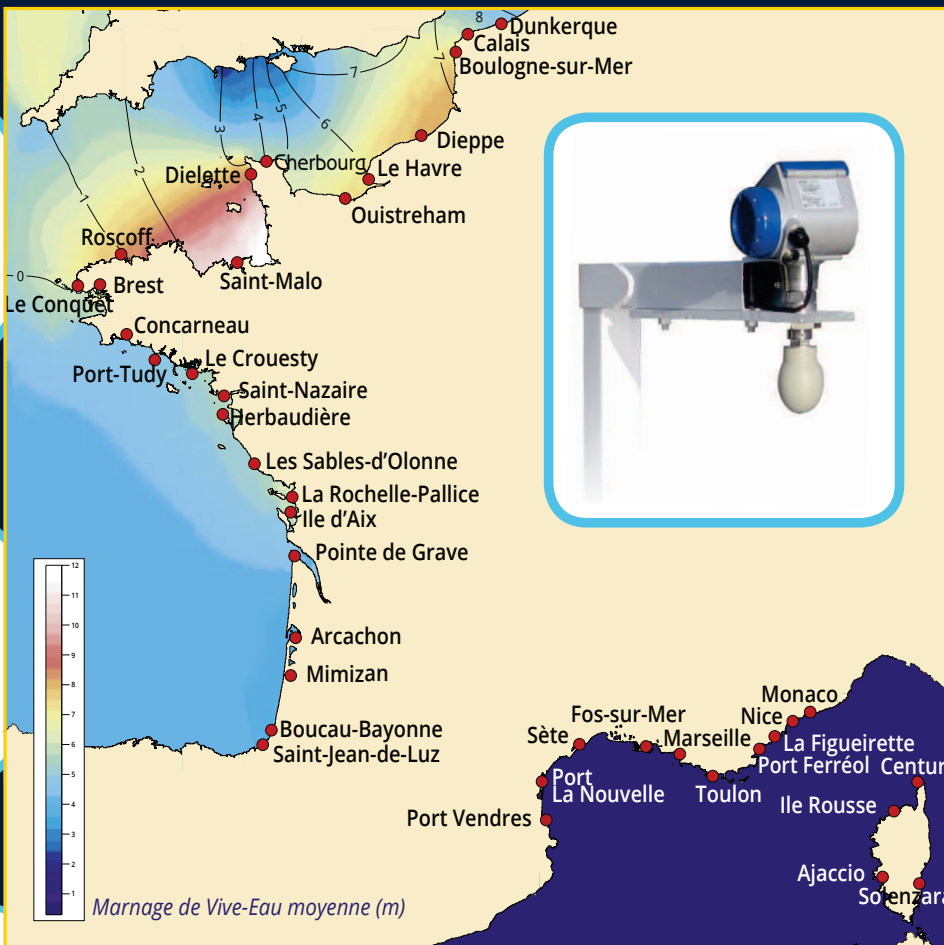 8
Dunkerque
Calais
7
7
Boulogne-sur-Mer
5
6
4
3
Dieppe
2
Cherbourg
Le Havre
Dielette
1
Ouistreham
Roscoff
0
Brest
Saint-Malo
Le Conquet
Concarneau
Le Crouesty
Port-Tudy
Saint-Nazaire
Herbaudière
Les Sables-d'Olonne
La Rochelle-Pallice
Ile d'Aix
Pointe de Grave
12
11
10
9
8
7
6
5
4
3
2
1
Arcachon
Mimizan
Boucau-Bayonne
Saint-Jean-de-Luz
Monaco
Fos-sur-Mer
Nice
Sète
Marseille
La Figueirette
Port Ferréol
Centur
Port
La Nouvelle
Toulon
Ile Rousse
Port Vendres
Ajaccio
Solenzara
Marnage de Vive-Eau moyenne (m)